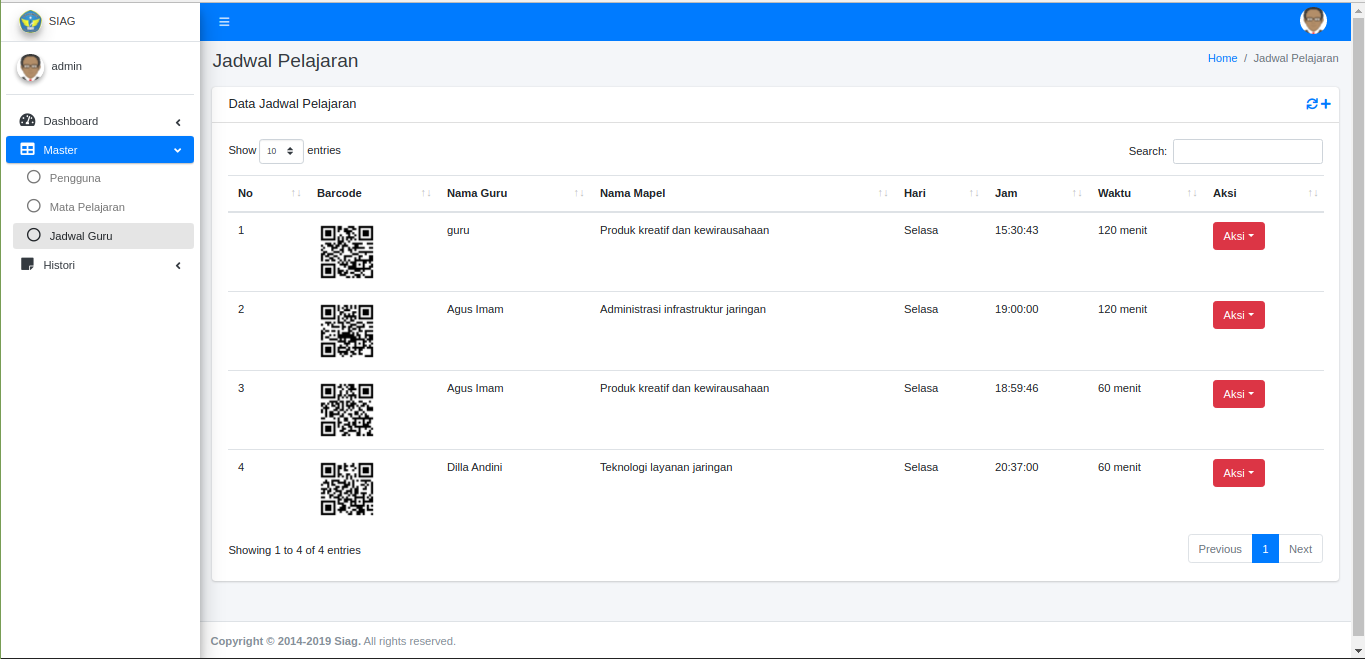 SIAG
admin
Dashboard
Master
Pengguna
Mata Pelajaran
Jadwal Guru
Histori
Jadwal Pelajaran
Home / Jadwal Pelajaran
Data Jadwal Pelajaran
Show 10 entries
Search:
No Barcode Nama Guru Nama Mapel Hari Jam Waktu Aksi
1 guru Produk kreatif dan kewirausahaan Selasa 15:30:43 120 menit Aksi
2 Agus Imam Administrasi infrastruktur jaringan Selasa 19:00:00 120 menit Aksi
3 Agus Imam Produk kreatif dan kewirausahaan Selasa 18:59:46 60 menit Aksi
4 Dilla Andini Teknologi layanan jaringan Selasa 20:37:00 60 menit Aksi
Showing 1 to 4 of 4 entries
Previous 1 Next
Copyright © 2014-2019 Siag. All rights reserved.